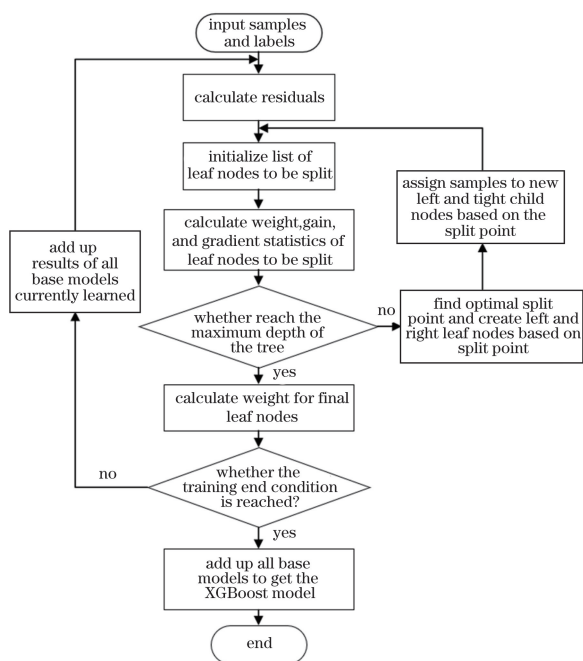 input samples
and labels
calculate residuals
initialize list of
leaf nodes to be split
assign samples to new
left and tight child
nodes based on the
split point
calculate weight,gain,
and gradient statistics of
leaf nodes to be split
add up
results of all
base models
currently learned
whether reach the
maximum depth of
the tree
no
find optimal split
point and create left and
right leaf nodes based on
split point
yes
calculate weight for final
leaf nodes
no
whether the
training end condition
is reached?
yes
add up all base
models to get the
XGBoost model
end